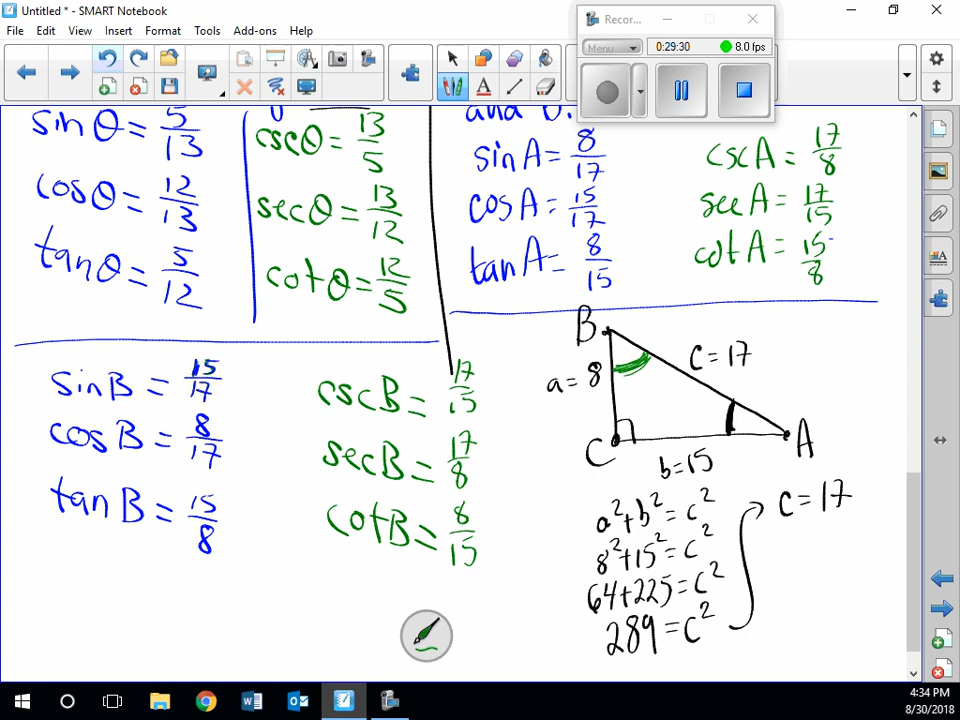 Untitled * - SMART Notebook
File Edit View Insert Format Tools Add-ons Help
Recor...
Menu
0:29:30
8.0 fps
sin θ = 5/13
cos θ = 12/13
tan θ = 5/12
csc θ = 13/5
sec θ = 13/12
cot θ = 12/5
and
sin A = 8/17
cos A = 15/17
tan A = 8/15
csc A = 17/8
sec A = 17/15
cot A = 15/8
sin B = 15/17
cos B = 8/17
tan B = 15/8
csc B = 17/15
sec B = 17/8
cot B = 8/15
B
a = 8
c = 17
C
A
b = 15
a² + b² = c²
8² + 15² = c²
64 + 225 = c²
289 = c²
c = 17
4:34 PM
8/30/2018